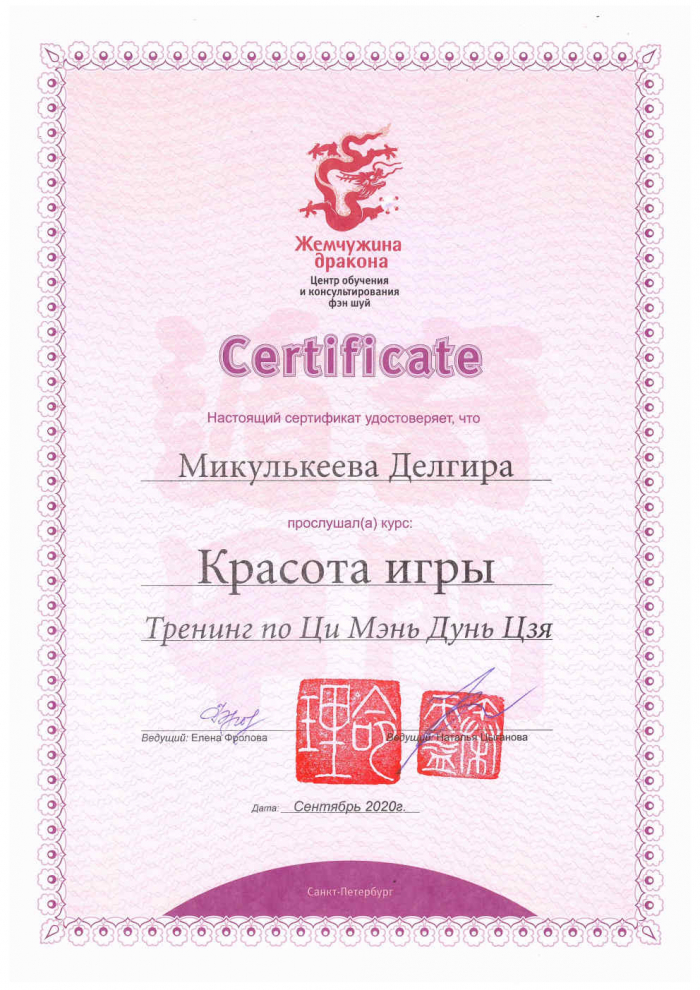 Жемчужина
дракона
Центр обучения
и консультирования
фэн шуй
Certificate
Настоящий сертификат удостоверяет, что
Микулькеева Делгира
прослушал(а) курс:
Красота игры
Тренинг по Ци Мэнь Дунь Цзя
Ведущий: Елена Фролова
Ведущий: Наталья Цыганова
Дата: Сентябрь 2020г.
Санкт-Петербург